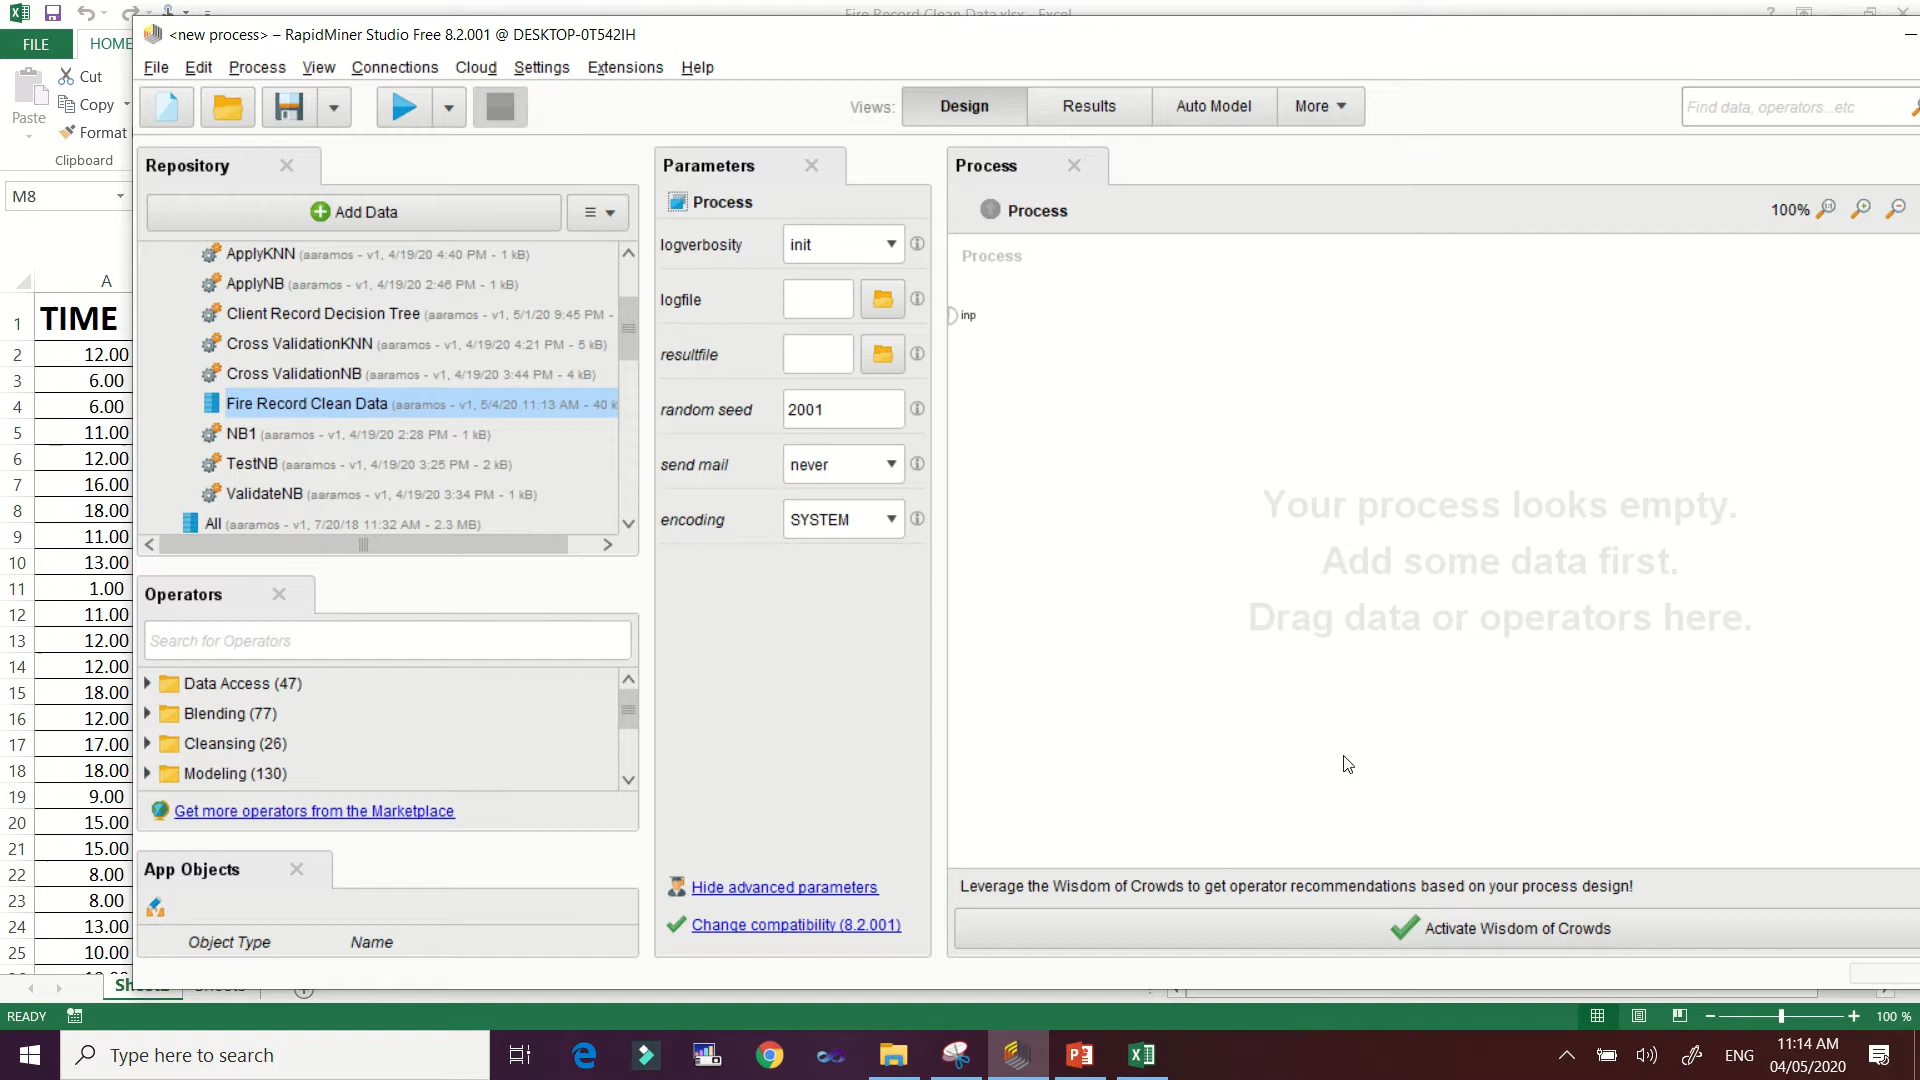 Fire Record Clean Data.xlsx - Excel
FILE
HOME
Cut
Copy
Paste
Format
Clipboard
M8
A
1 TIME
2 12.00
3 6.00
4 6.00
5 11.00
6 12.00
7 16.00
8 18.00
9 11.00
10 13.00
11 1.00
12 11.00
13 12.00
14 12.00
15 18.00
16 12.00
17 17.00
18 18.00
19 9.00
20 15.00
21 15.00
22 8.00
23 8.00
24 13.00
25 10.00
<new process> – RapidMiner Studio Free 8.2.001 @ DESKTOP-0T542IH
File Edit Process View Connections Cloud Settings Extensions Help
Views: Design Results Auto Model More
Find data, operators...etc
Repository
Add Data
ApplyKNN (aaramos - v1, 4/19/20 4:40 PM - 1 kB)
ApplyNB (aaramos - v1, 4/19/20 2:46 PM - 1 kB)
Client Record Decision Tree (aaramos - v1, 5/1/20 9:45 PM -
Cross ValidationKNN (aaramos - v1, 4/19/20 4:21 PM - 5 kB)
Cross ValidationNB (aaramos - v1, 4/19/20 3:44 PM - 4 kB)
Fire Record Clean Data (aaramos - v1, 5/4/20 11:13 AM - 40 k
NB1 (aaramos - v1, 4/19/20 2:28 PM - 1 kB)
TestNB (aaramos - v1, 4/19/20 3:25 PM - 2 kB)
ValidateNB (aaramos - v1, 4/19/20 3:34 PM - 1 kB)
All (aaramos - v1, 7/20/18 11:32 AM - 2.3 MB)
Operators
Search for Operators
Data Access (47)
Blending (77)
Cleansing (26)
Modeling (130)
Get more operators from the Marketplace
App Objects
Object Type Name
Parameters
Process
logverbosity init
logfile
resultfile
random seed 2001
send mail never
encoding SYSTEM
Hide advanced parameters
Change compatibility (8.2.001)
Process
Process
100%
Process
inp
Your process looks empty.
Add some data first.
Drag data or operators here.
Leverage the Wisdom of Crowds to get operator recommendations based on your process design!
Activate Wisdom of Crowds
READY
100 %
Type here to search
ENG
11:14 AM
04/05/2020